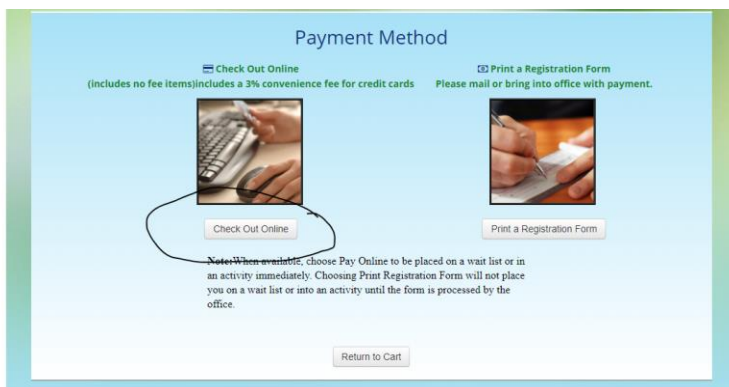 Payment Method
Check Out Online
(includes no fee items)includes a 3% convenience fee for credit cards
Print a Registration Form
Please mail or bring into office with payment.
Check Out Online
Print a Registration Form
Note:When available, choose Pay Online to be placed on a wait list or in
an activity immediately. Choosing Print Registration Form will not place
you on a wait list or into an activity until the form is processed by the
office.
Return to Cart